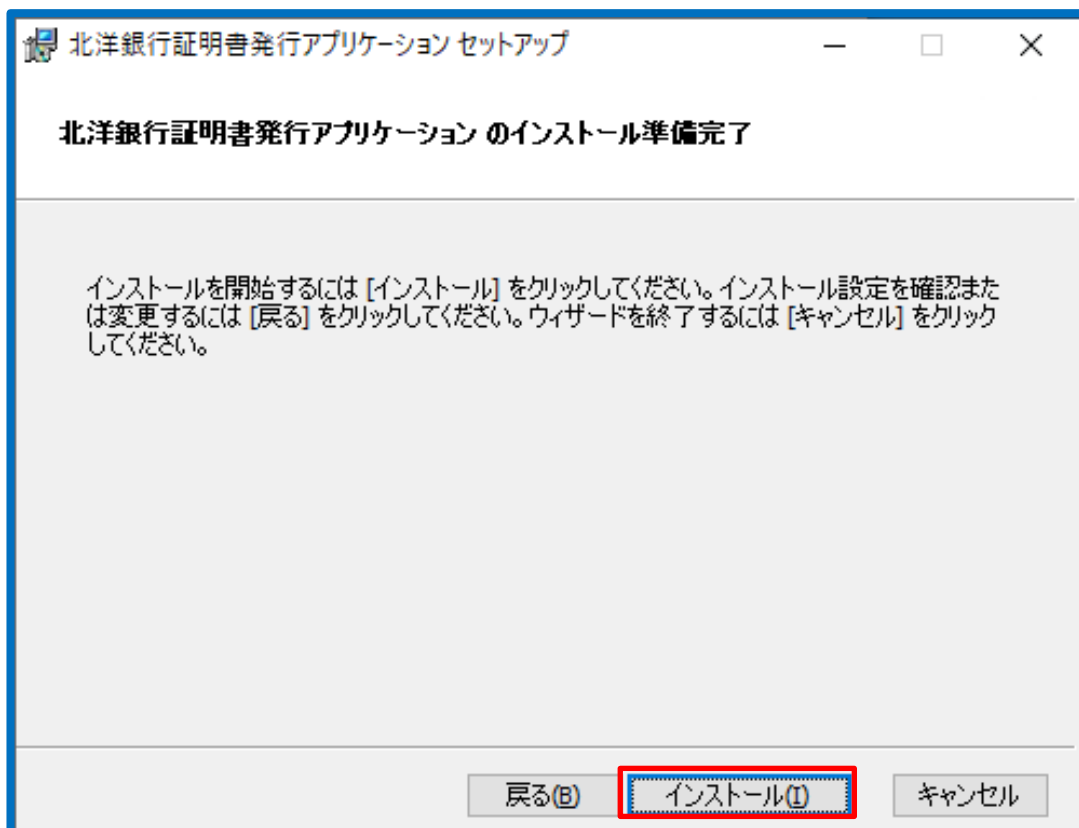 北洋銀行証明書発行アプリケーション セットアップ
北洋銀行証明書発行アプリケーション のインストール準備完了
インストールを開始するには [インストール] をクリックしてください。インストール設定を確認また
は変更するには [戻る] をクリックしてください。ウィザードを終了するには [キャンセル] をクリック
してください。
戻る(B) インストール(I) キャンセル